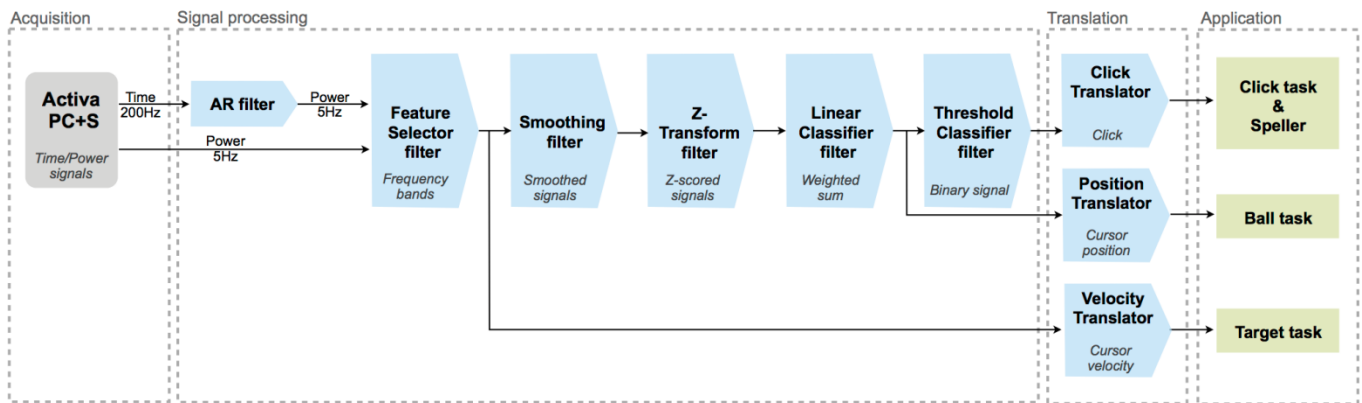 Acquisition
Signal processing
Translation
Application
Activa
PC+S
Time/Power
signals
Time
200Hz
AR filter
Power
5Hz
Power
5Hz
Feature
Selector
filter
Frequency
bands
Smoothing
filter
Smoothed
signals
Z-
Transform
filter
Z-scored
signals
Linear
Classifier
filter
Weighted
sum
Threshold
Classifier
filter
Binary signal
Click
Translator
Click
Click task
&
Speller
Position
Translator
Cursor
position
Ball task
Velocity
Translator
Cursor
velocity
Target task